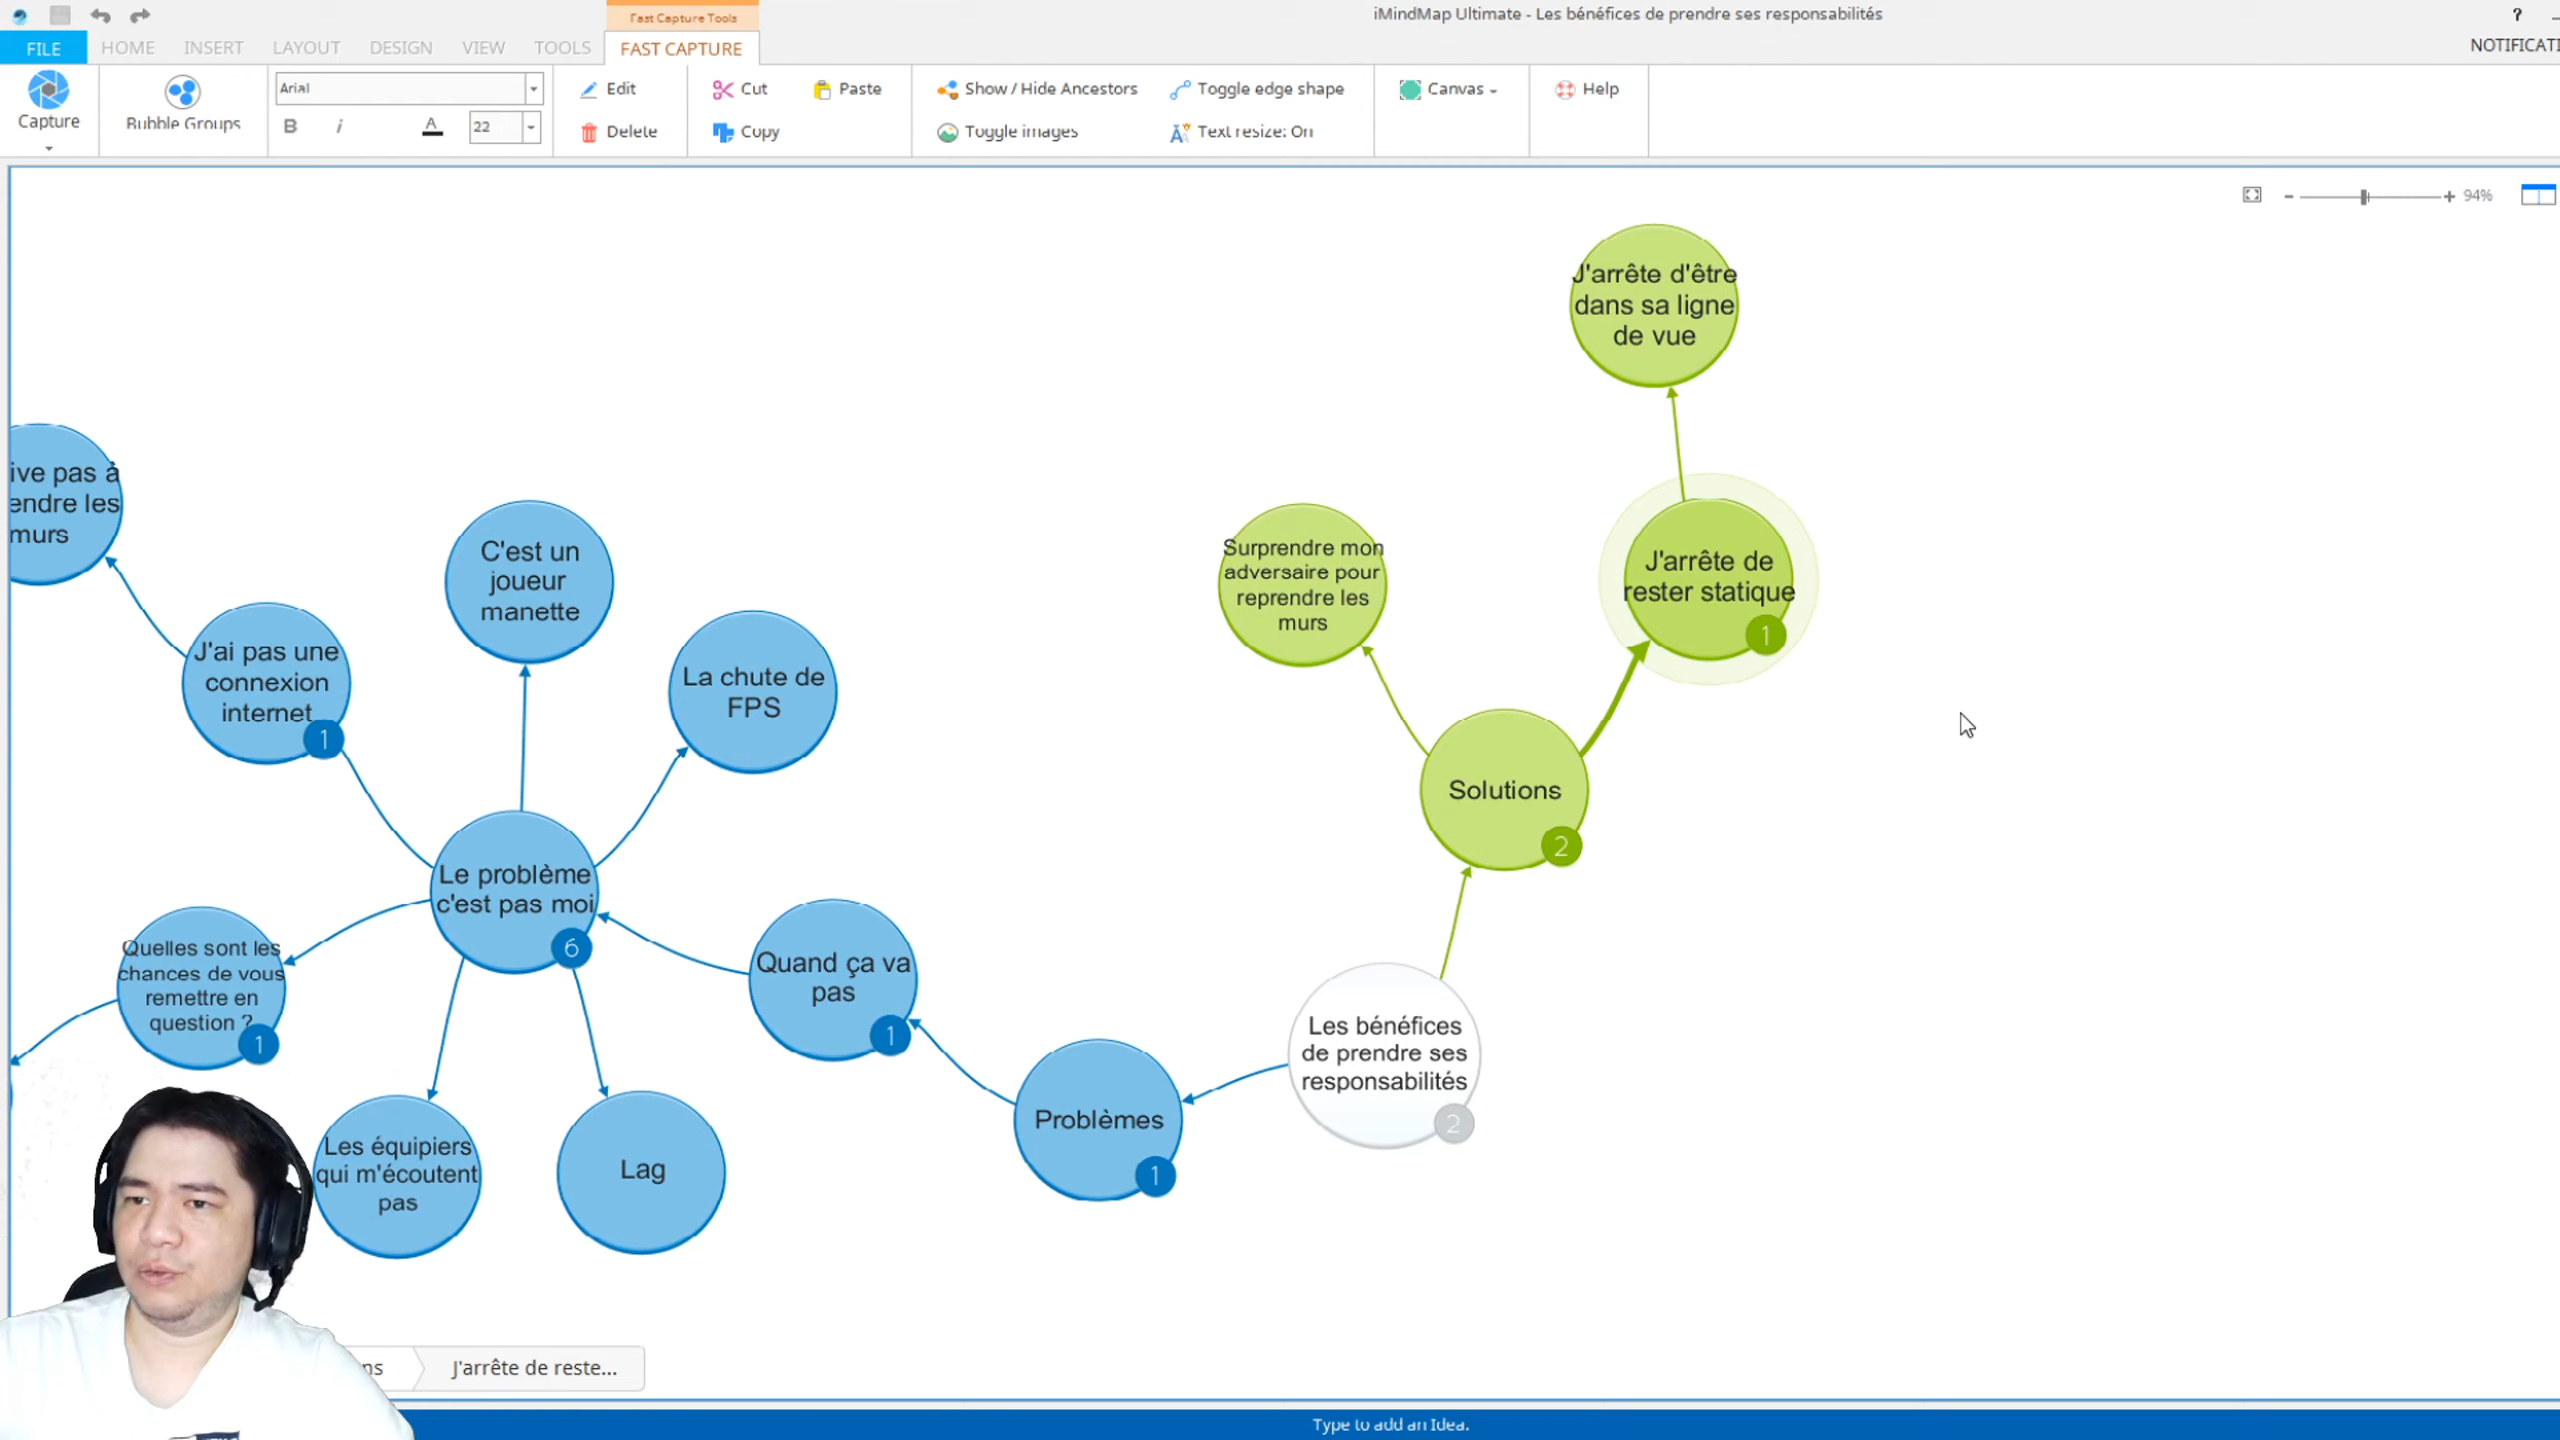 Fast Capture Tools
iMindMap Ultimate - Les bénéfices de prendre ses responsabilités
?
FILE
HOME
INSERT
LAYOUT
DESIGN
VIEW
TOOLS
FAST CAPTURE
NOTIFICATI
Capture
Bubble Groups
Arial
B
i
A
22
Edit
Delete
Cut
Copy
Paste
Show / Hide Ancestors
Toggle images
Toggle edge shape
Text resize: On
Canvas
Help
94%
J'arrête d'être
dans sa ligne
de vue
J'arrête de
rester statique
1
Surprendre mon
adversaire pour
reprendre les
murs
Solutions
2
ive pas à
endre les
murs
C'est un
joueur
manette
J'ai pas une
connexion
internet
1
La chute de
FPS
Le problème
c'est pas moi
6
Quelles sont les
chances de vous
remettre en
question ?
1
Quand ça va
pas
1
Les bénéfices
de prendre ses
responsabilités
2
Problèmes
1
Les équipiers
qui m'écoutent
pas
Lag
ns
J'arrête de reste...
Type to add an Idea.